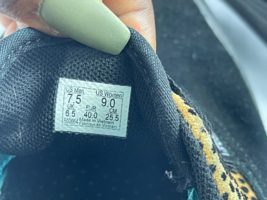 US Men US Women
7.5 9.0
UK EUR CM
6.5 40.0 25.5
Made in Vietnam